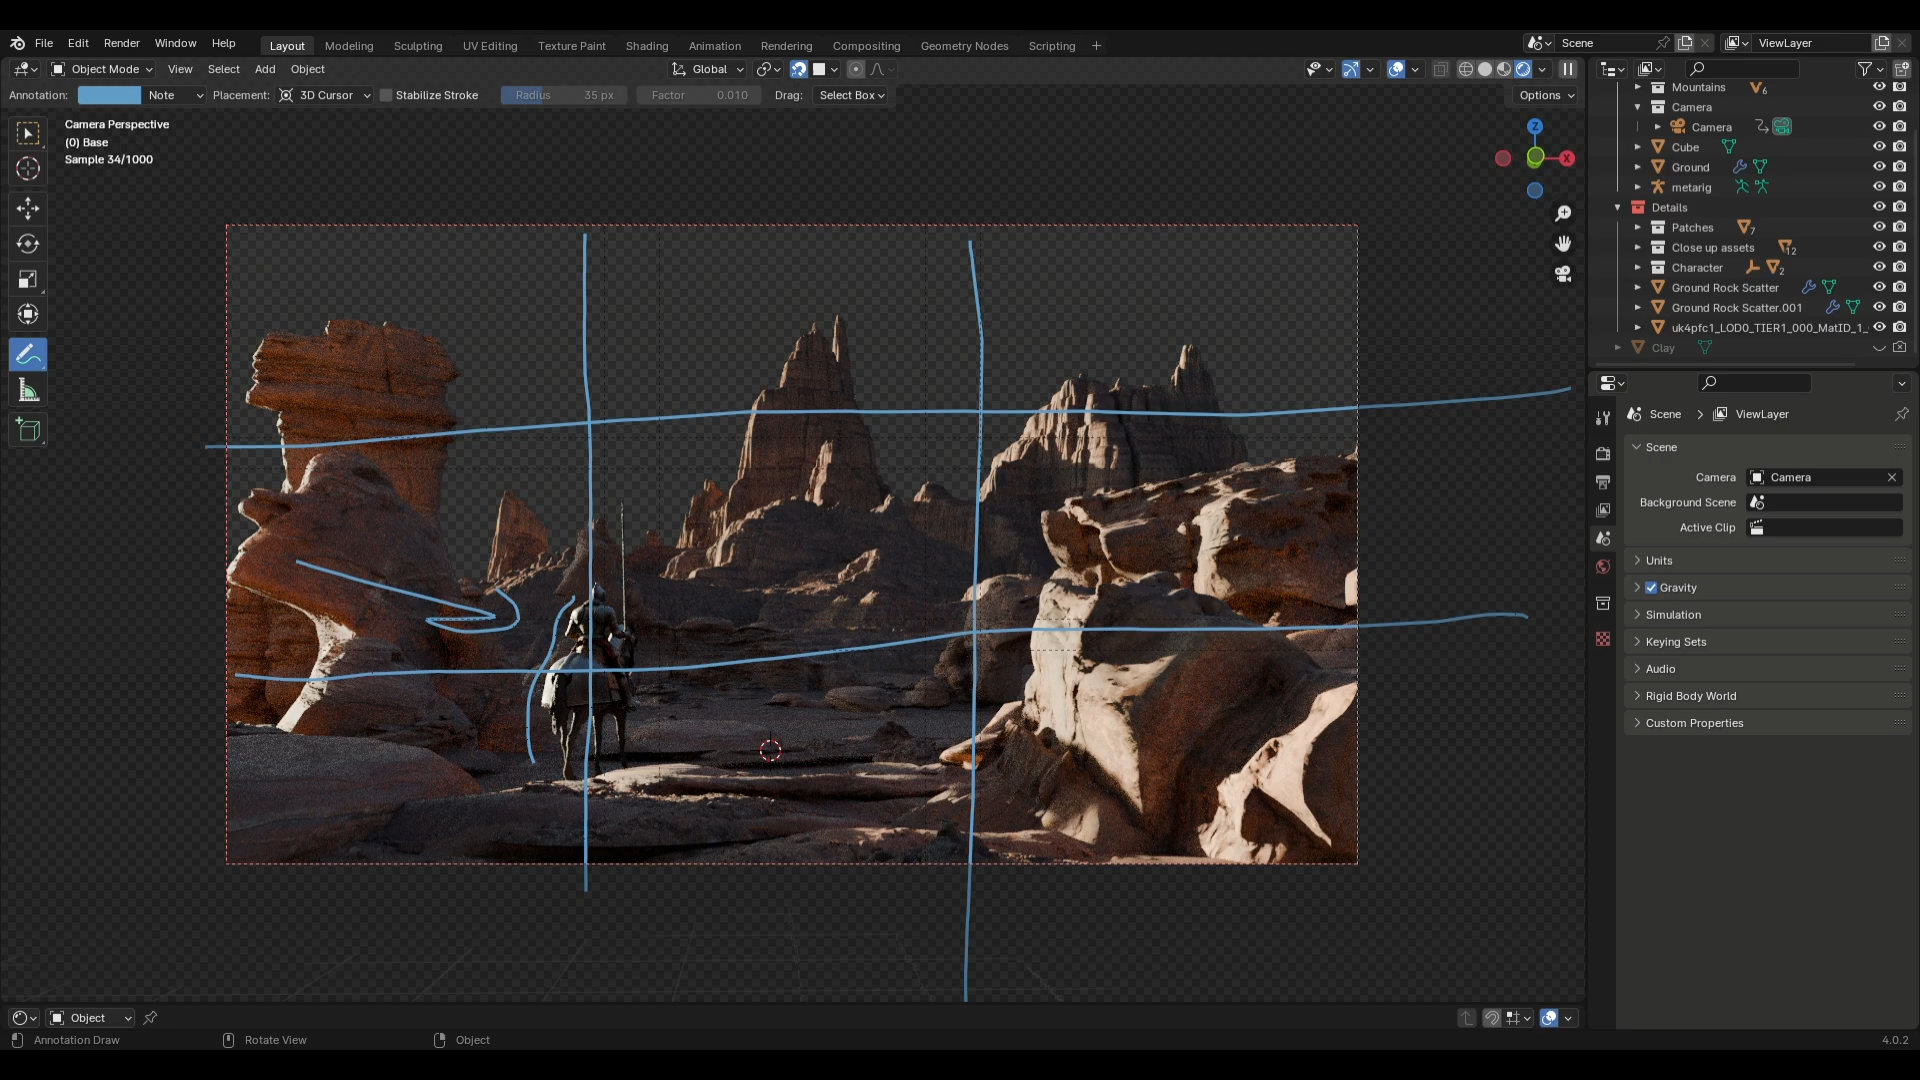 File Edit Render Window Help Layout Modeling Sculpting UV Editing Texture Paint Shading Animation Rendering Compositing Geometry Nodes Scripting + Scene ViewLayer
Object Mode View Select Add Object Global
Annotation: Note Placement: 3D Cursor Stabilize Stroke Radius 35 px Factor 0.010 Drag: Select Box Options
Camera Perspective
(0) Base
Sample 34/1000
Z
X
Mountains 6
Camera
Camera
Cube
Ground
metarig
Details
Patches 7
Close up assets 12
Character 2
Ground Rock Scatter
Ground Rock Scatter.001
uk4pfc1_LOD0_TIER1_000_MatID_1_
Clay
Scene ViewLayer
Scene
Camera Camera
Background Scene
Active Clip
Units
Gravity
Simulation
Keying Sets
Audio
Rigid Body World
Custom Properties
Object
Annotation Draw Rotate View Object 4.0.2